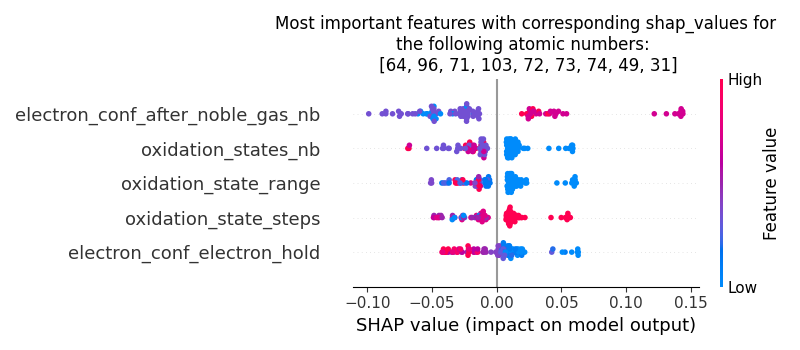 Most important features with corresponding shap_values for
the following atomic numbers:
[64, 96, 71, 103, 72, 73, 74, 49, 31]
High
electron_conf_after_noble_gas_nb
oxidation_states_nb
oxidation_state_range
oxidation_state_steps
electron_conf_electron_hold
Feature value
Low
−0.10 −0.05 0.00 0.05 0.10 0.15
SHAP value (impact on model output)